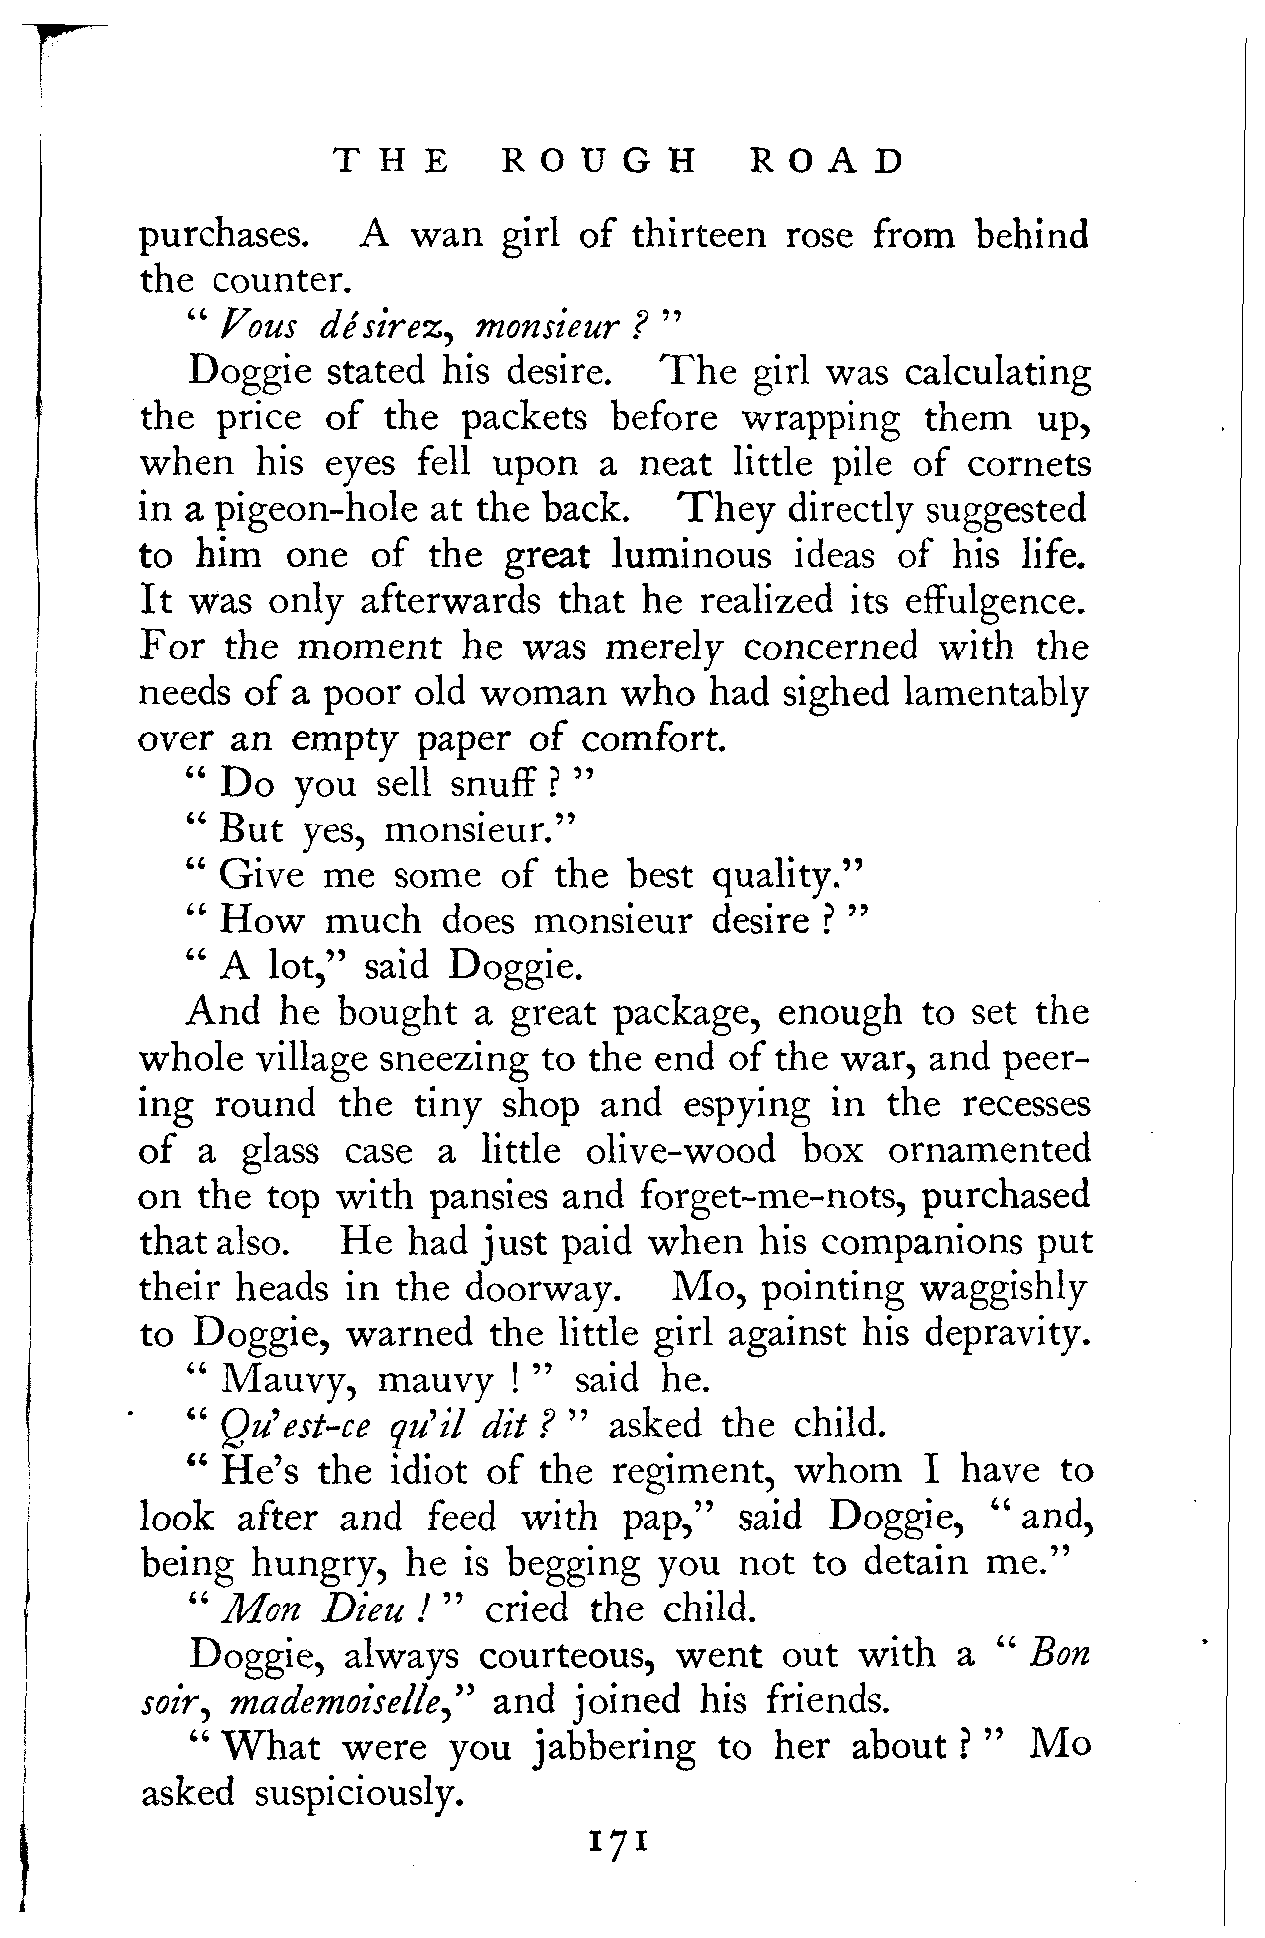 THE ROUGH ROAD
purchases. A wan girl of thirteen rose from behind
the counter.
“ Vous désirez, monsieur ? ”
Doggie stated his desire. The girl was calculating
the price of the packets before wrapping them up,
when his eyes fell upon a neat little pile of cornets
in a pigeon-hole at the back. They directly suggested
to him one of the great luminous ideas of his life.
It was only afterwards that he realized its effulgence.
For the moment he was merely concerned with the
needs of a poor old woman who had sighed lamentably
over an empty paper of comfort.
“ Do you sell snuff ? ”
“ But yes, monsieur.”
“ Give me some of the best quality.”
“ How much does monsieur desire ? ”
“ A lot,” said Doggie.
And he bought a great package, enough to set the
whole village sneezing to the end of the war, and peer-
ing round the tiny shop and espying in the recesses
of a glass case a little olive-wood box ornamented
on the top with pansies and forget-me-nots, purchased
that also. He had just paid when his companions put
their heads in the doorway. Mo, pointing waggishly
to Doggie, warned the little girl against his depravity.
“ Mauvy, mauvy ! ” said he.
“ Qu’est-ce qu’il dit ? ” asked the child.
“ He’s the idiot of the regiment, whom I have to
look after and feed with pap,” said Doggie, “ and,
being hungry, he is begging you not to detain me.”
“ Mon Dieu ! ” cried the child.
Doggie, always courteous, went out with a “ Bon
soir, mademoiselle,” and joined his friends.
“ What were you jabbering to her about ? ” Mo
asked suspiciously.
171